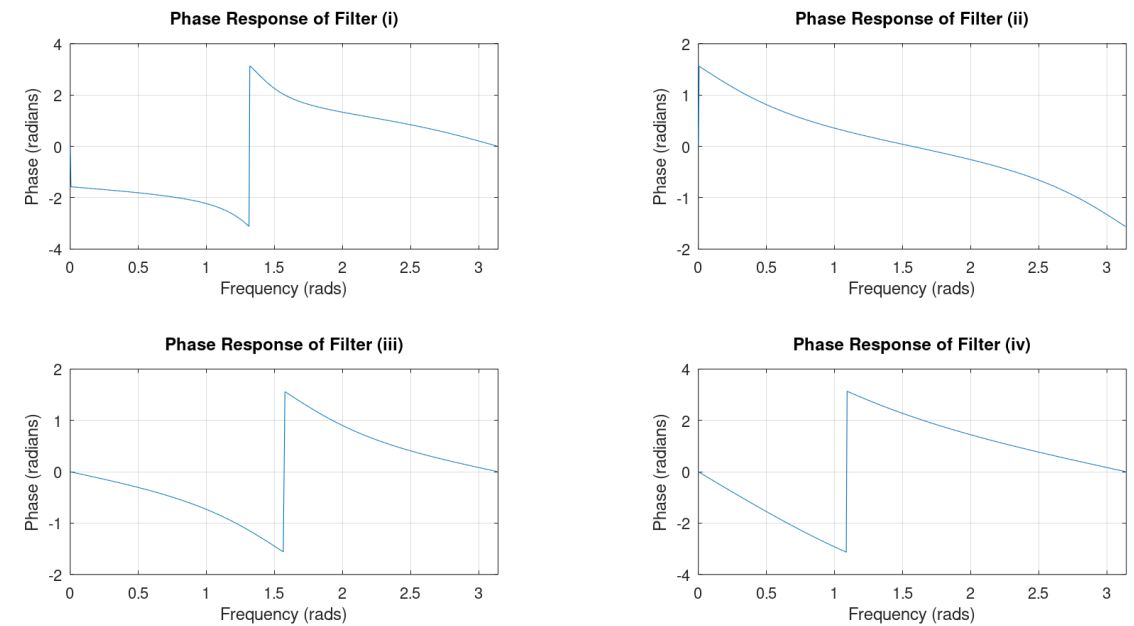 Phase Response of Filter (i)
4
2
0
-2
-4
Phase (radians)
0 0.5 1 1.5 2 2.5 3
Frequency (rads)
Phase Response of Filter (ii)
2
1
0
-1
-2
Phase (radians)
0 0.5 1 1.5 2 2.5 3
Frequency (rads)
Phase Response of Filter (iii)
2
1
0
-1
-2
Phase (radians)
0 0.5 1 1.5 2 2.5 3
Frequency (rads)
Phase Response of Filter (iv)
4
2
0
-2
-4
Phase (radians)
0 0.5 1 1.5 2 2.5 3
Frequency (rads)